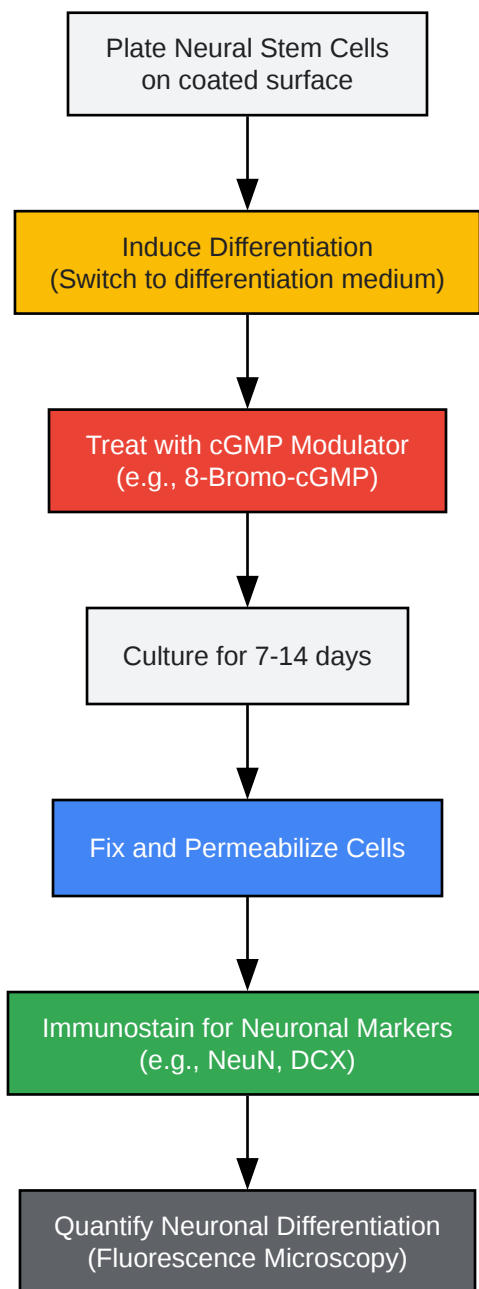 Plate Neural Stem Cells
on coated surface
Induce Differentiation
(Switch to differentiation medium)
Treat with cGMP Modulator
(e.g., 8-Bromo-cGMP)
Culture for 7-14 days
Fix and Permeabilize Cells
Immunostain for Neuronal Markers
(e.g., NeuN, DCX)
Quantify Neuronal Differentiation
(Fluorescence Microscopy)